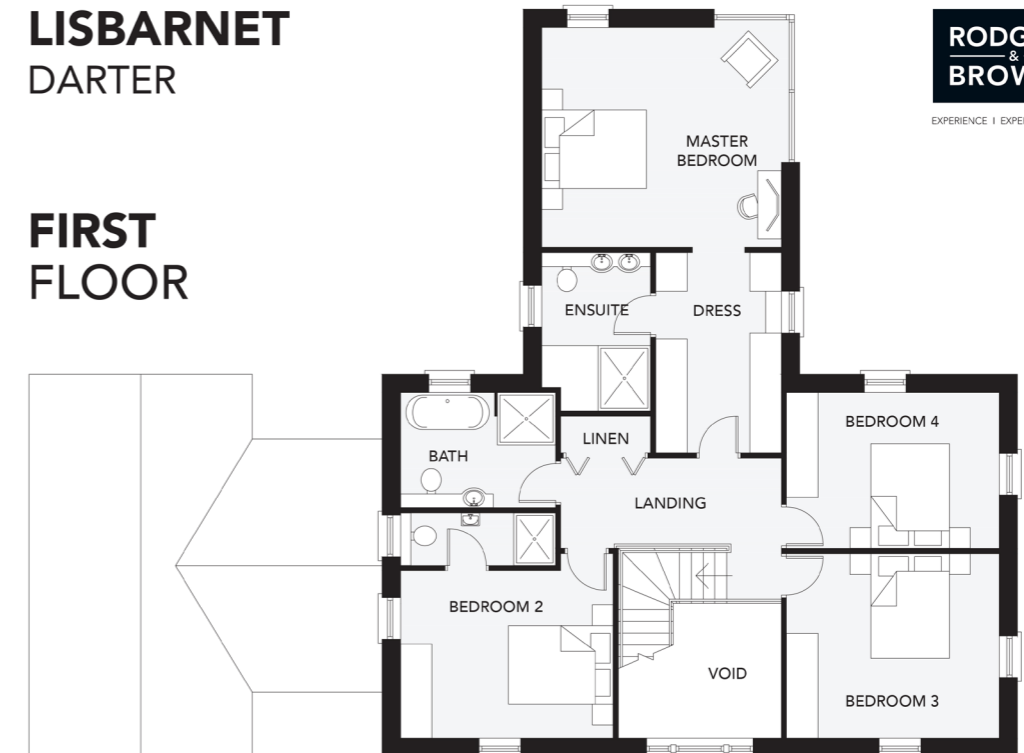 LISBARNET
DARTER
FIRST
FLOOR
&
EXPERIENCE I
MASTER
BEDROOM
ENSUITE
DRESS
LINEN
BATH
LANDING
BEDROOM 4
BEDROOM 2
VOID
BEDROOM 3